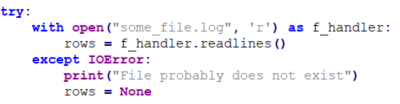 try:
    with open("some_file.log", 'r') as f_handler:
        rows = f_handler.readlines()
    except IOError:
        print("File probably does not exist")
        rows = None